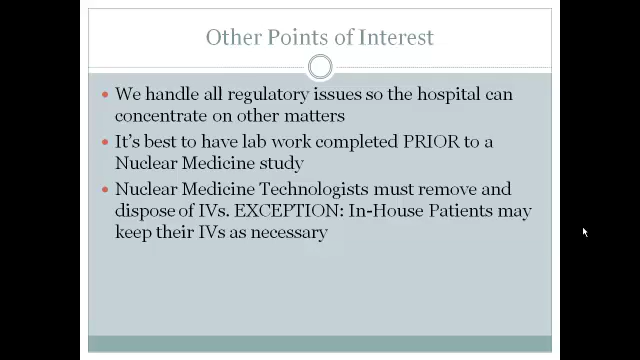 Other Points of Interest
We handle all regulatory issues so the hospital can
concentrate on other matters
It's best to have lab work completed PRIOR to a
Nuclear Medicine study
Nuclear Medicine Technologists must remove and
dispose of IVs. EXCEPTION: In-House Patients may
keep their IVs as necessary